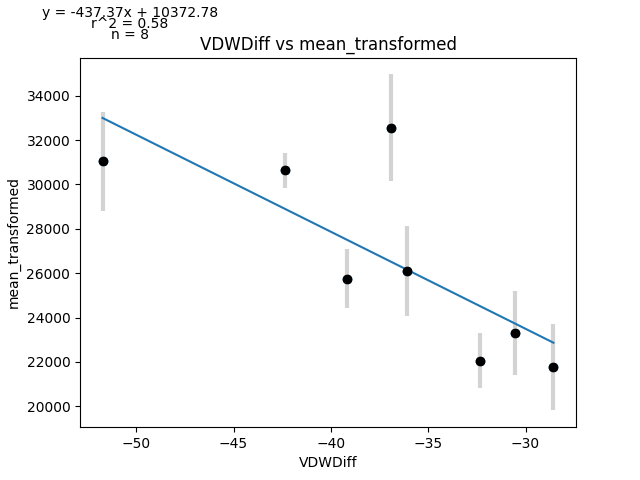 y = -437.37x + 10372.78
r^2 = 0.58
n = 8
VDWDiff vs mean_transformed
34000
32000
30000
28000
26000
24000
22000
20000
mean_transformed
−50
−45
−40
−35
−30
VDWDiff